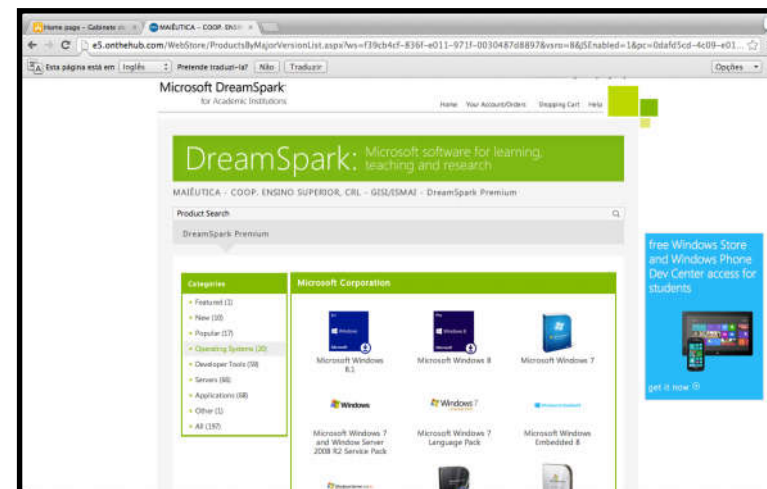 Home page - Gabinete
MAIÊUTICA - COOP. ENSI
e5.onthehub.com/WebStore/ProductsByMajorVersionList.aspx?ws=f39cb4cf-836f-e011-971f-0030487d8897&vsro=8&JSEnabled=1&pc=0dafd5cd-4c09-e01...
Esta página está em Inglês Pretende traduzi-la? Não Traduzir Opções
Microsoft DreamSpark
for Academic Institutions
Home Your Account/Orders Shopping Cart Help
DreamSpark: Microsoft software for learning,
teaching and research
MAIÊUTICA - COOP. ENSINO SUPERIOR, CRL - GISI/ISMAI - DreamSpark Premium
Product Search
DreamSpark Premium
free Windows Store
and Windows Phone
Dev Center access for
students
get it now
Categories
Featured (1)
New (10)
Popular (17)
Operating Systems (20)
Developer Tools (59)
Servers (66)
Applications (68)
Other (1)
All (197)
Microsoft Corporation
Windows
Microsoft Windows
8.1
Windows 8
Microsoft Windows 8
Microsoft Windows 7
Windows
Microsoft Windows 7
and Window Server
2008 R2 Service Pack
Windows 7
Microsoft Windows 7
Language Pack
Microsoft Windows
Embedded 8